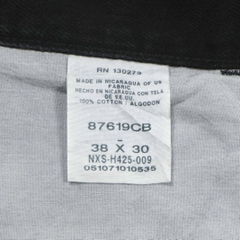 RN 130273
MADE IN NICARAGUA OF US
FABRIC
HECHO EN NICARAGUA CON TELA
DE EE.UU.
100% COTTON / ALGODON
87619CB
-
38 X 30
NXS-H425-009
051071010535